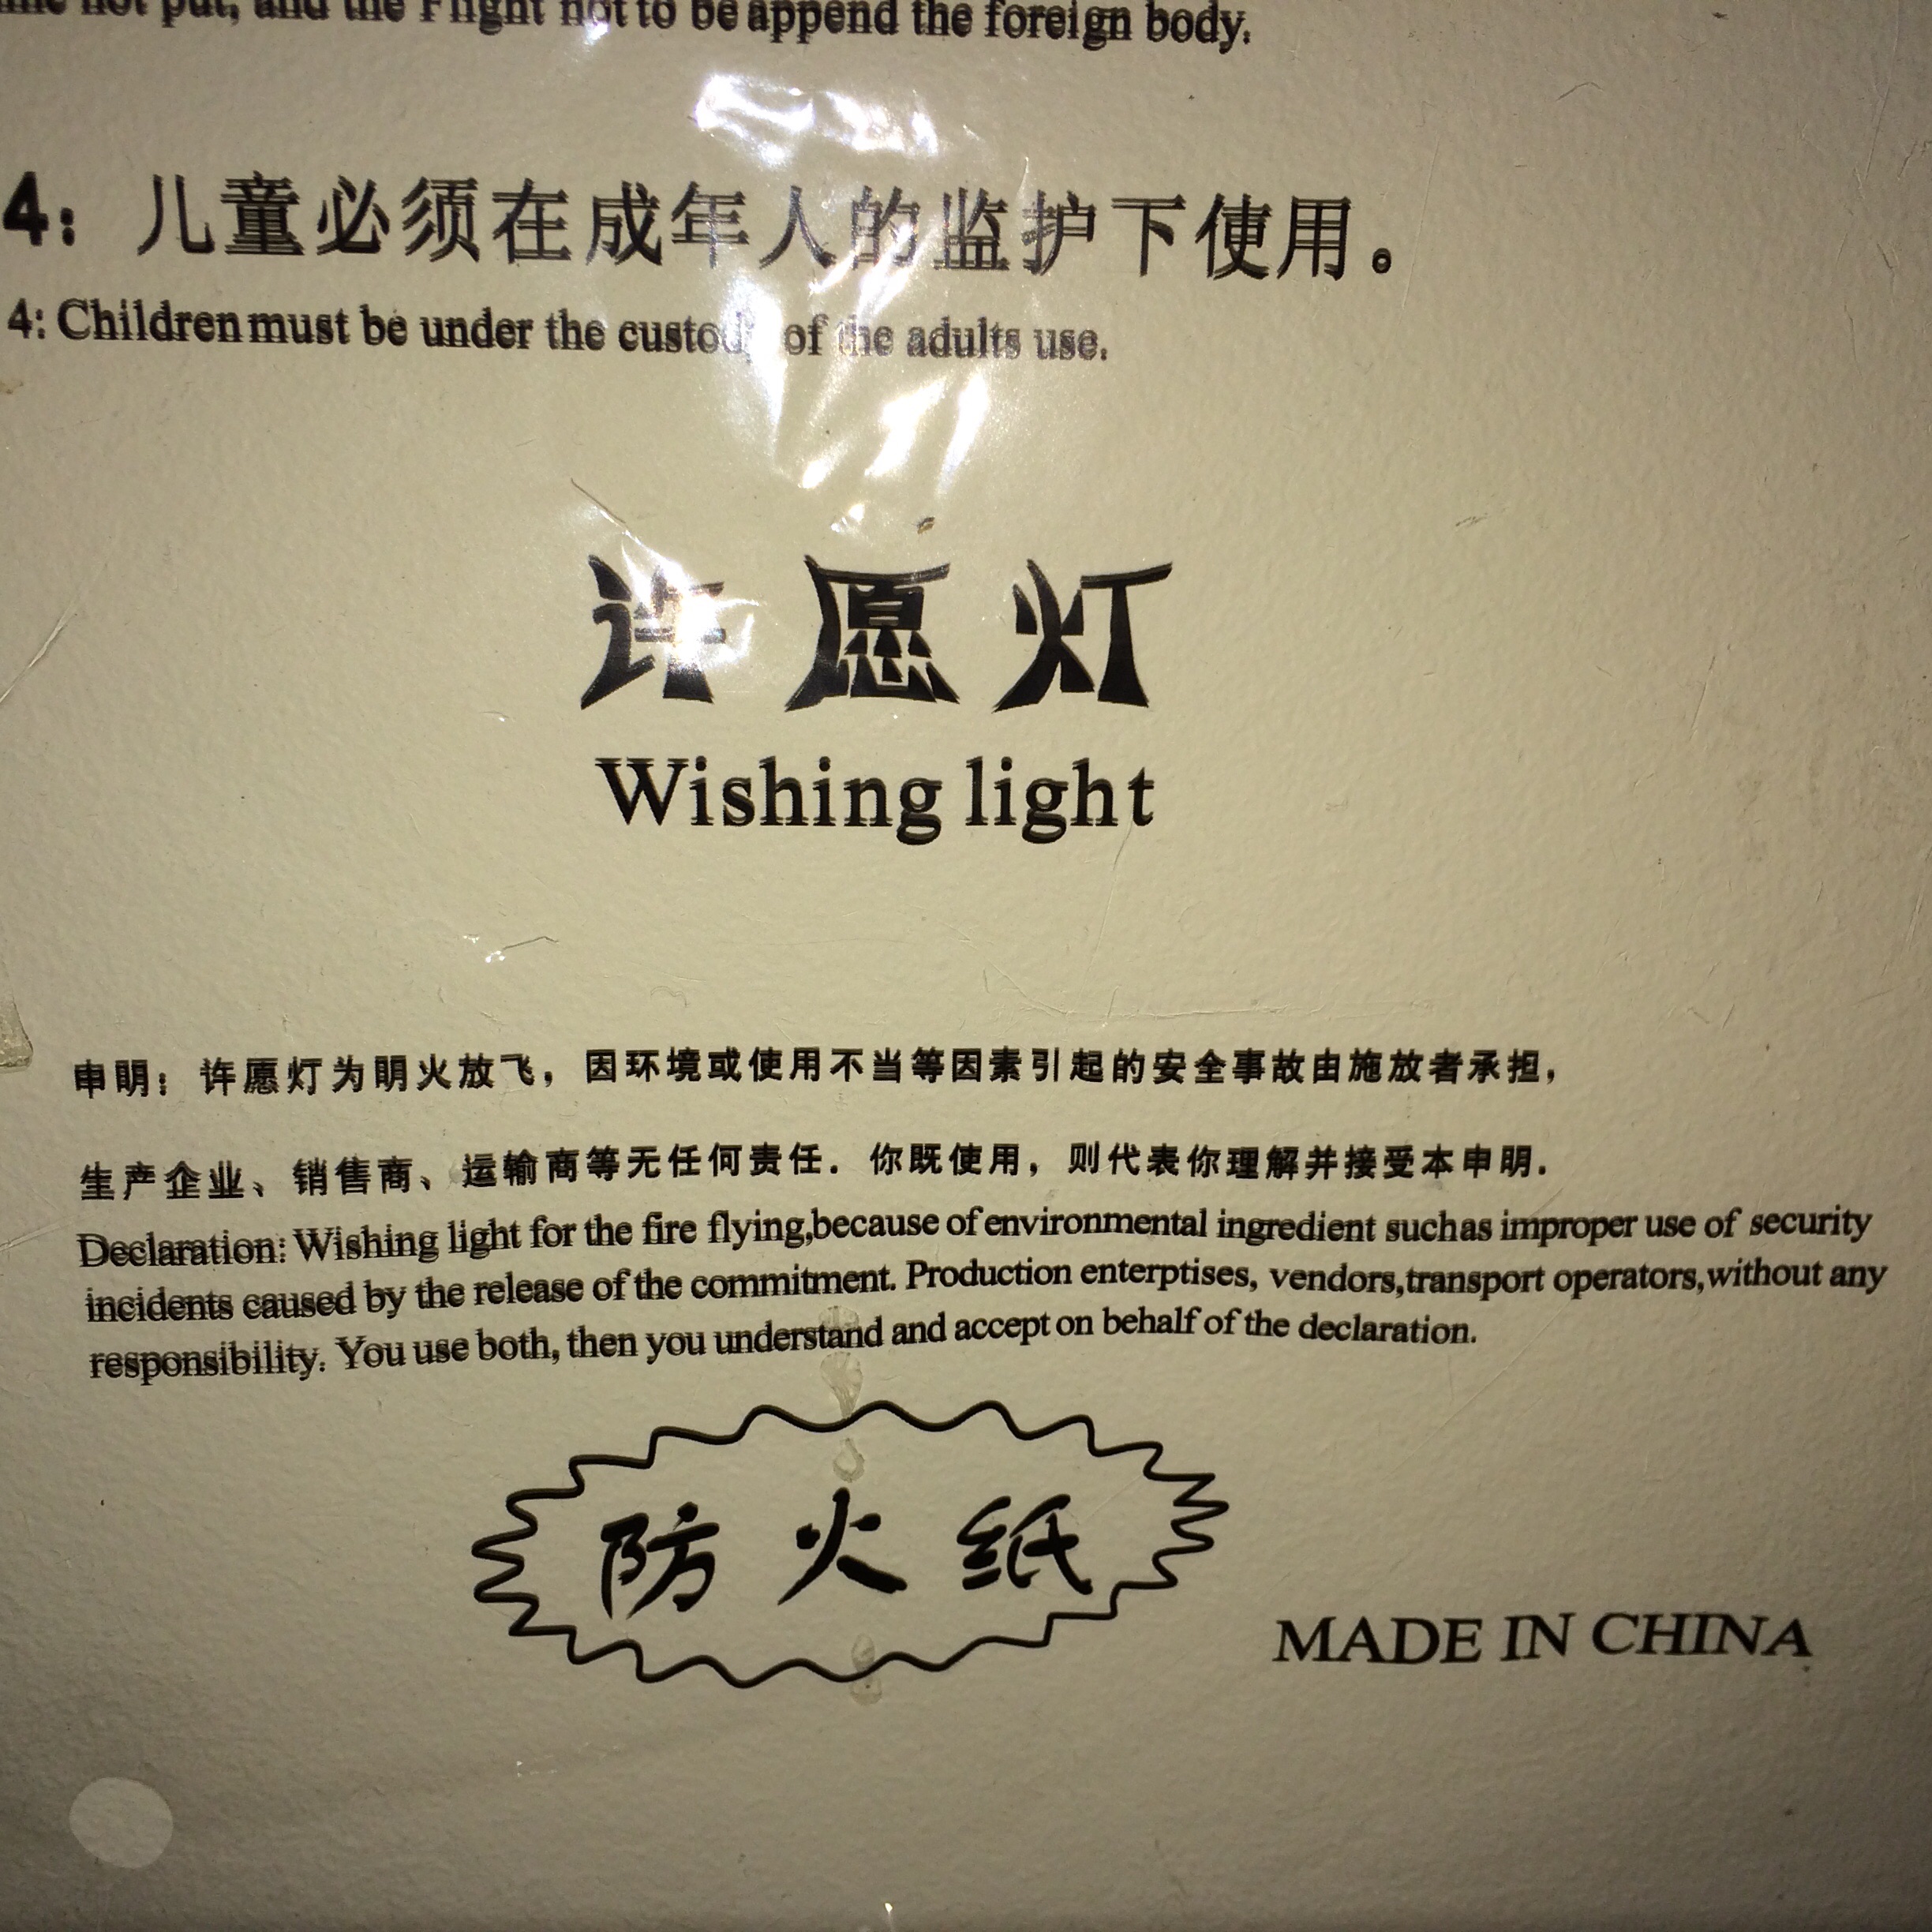 not put, and the Flight not to be append the foreign body.
4：儿童必须在成年人的监护下使用。
4: Children must be under the custody of the adults use.
许愿灯
Wishing light
申明：许愿灯为明火放飞，因环境或使用不当等因素引起的安全事故由施放者承担，
生产企业、销售商、运输商等无任何责任．你既使用，则代表你理解并接受本申明．
Declaration: Wishing light for the fire flying,because of environmental ingredient suchas improper use of security
incidents caused by the release of the commitment. Production enterptises, vendors,transport operators,without any
responsibility. You use both, then you understand and accept on behalf of the declaration.
防火纸
MADE IN CHINA